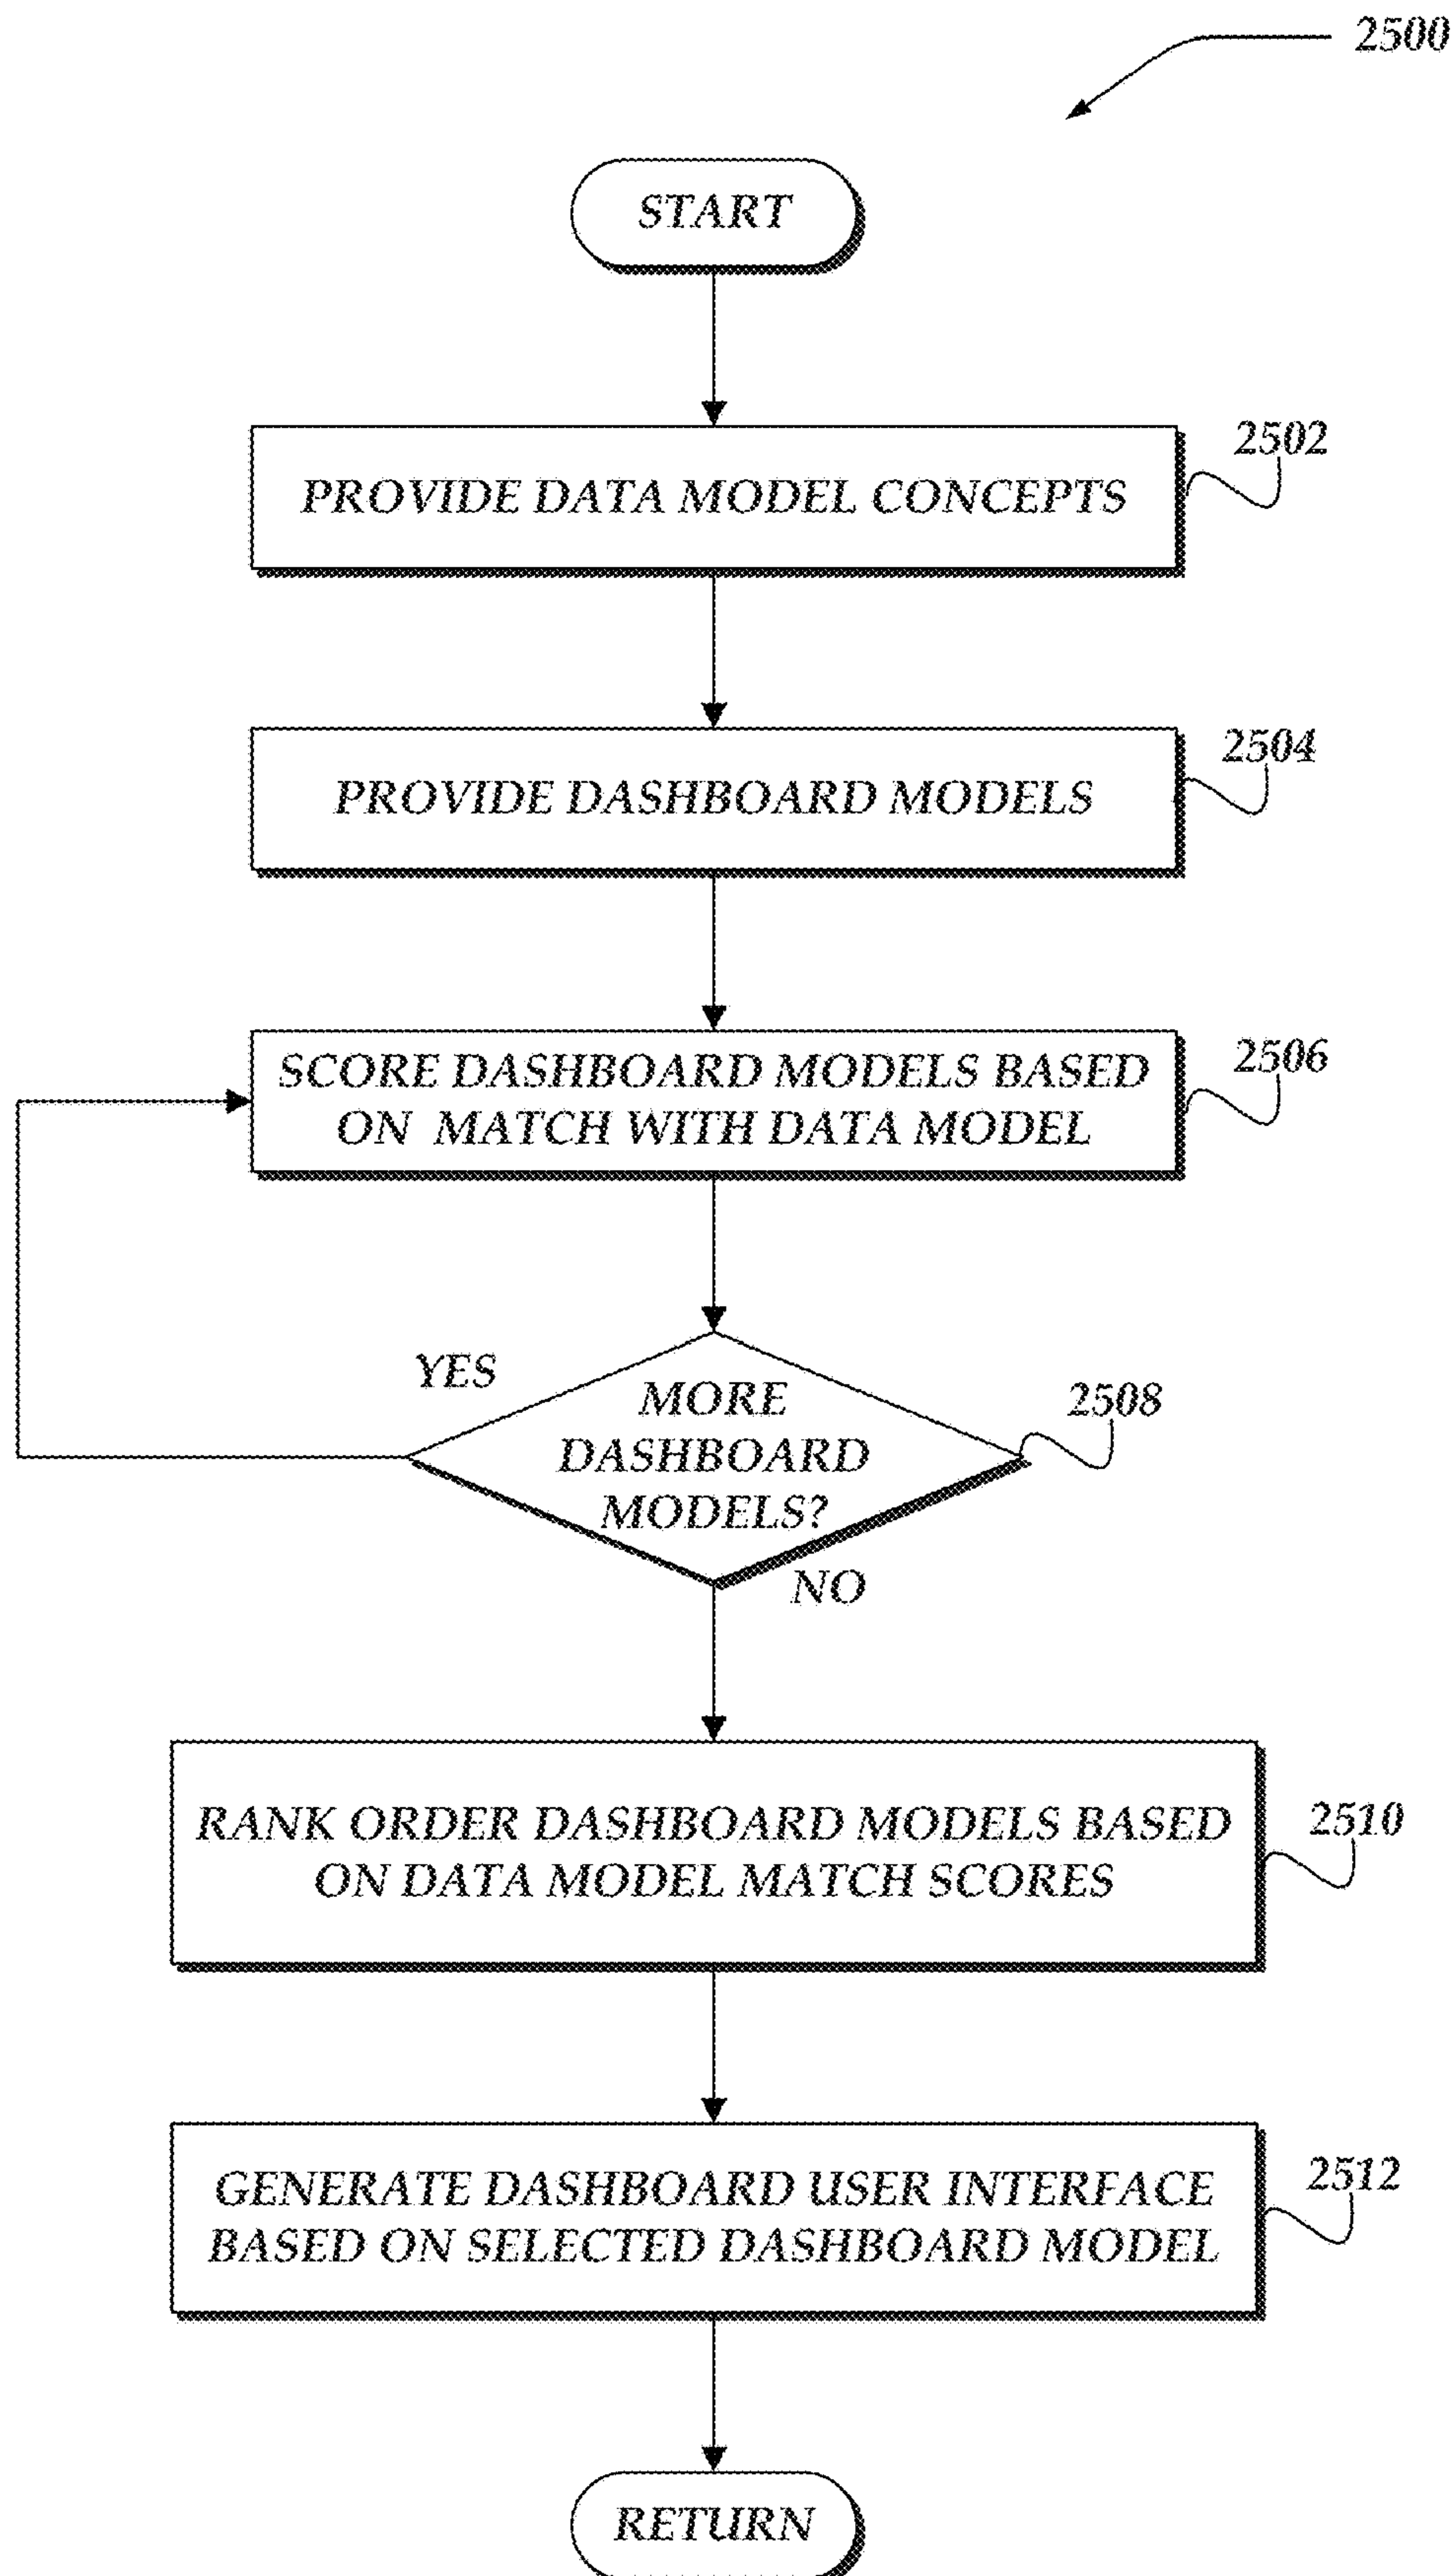 2500
START
PROVIDE DATA MODEL CONCEPTS
2502
PROVIDE DASHBOARD MODELS
2504
SCORE DASHBOARD MODELS BASED
ON MATCH WITH DATA MODEL
2506
YES
MORE
DASHBOARD
MODELS?
2508
NO
RANK ORDER DASHBOARD MODELS BASED
ON DATA MODEL MATCH SCORES
2510
GENERATE DASHBOARD USER INTERFACE
BASED ON SELECTED DASHBOARD MODEL
2512
RETURN